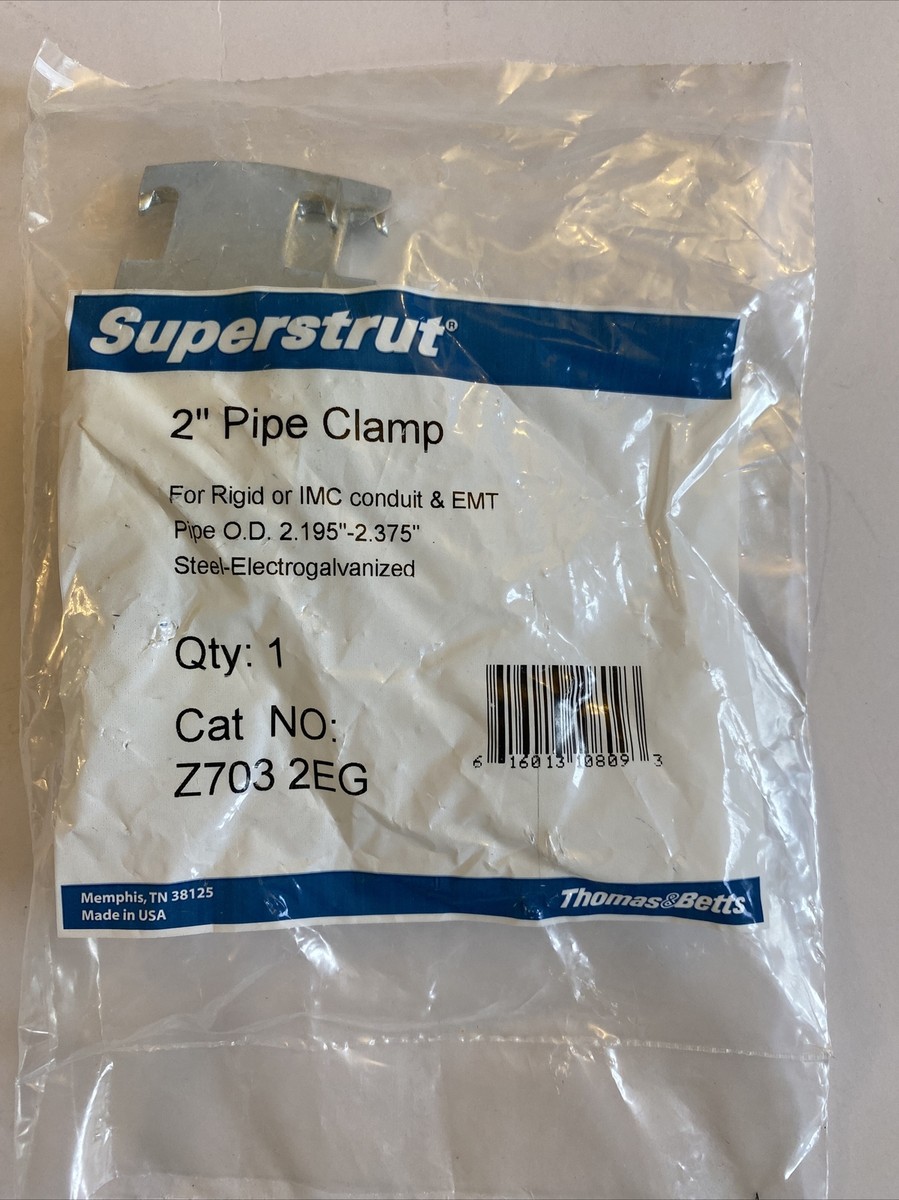 Superstrut®
2" Pipe Clamp
For Rigid or IMC conduit & EMT
Pipe O.D. 2.195"-2.375"
Steel-Electrogalvanized
Qty: 1
Cat NO:
Z703 2EG
6 16013 10809 3
Memphis, TN 38125
Made in USA
Thomas&Betts